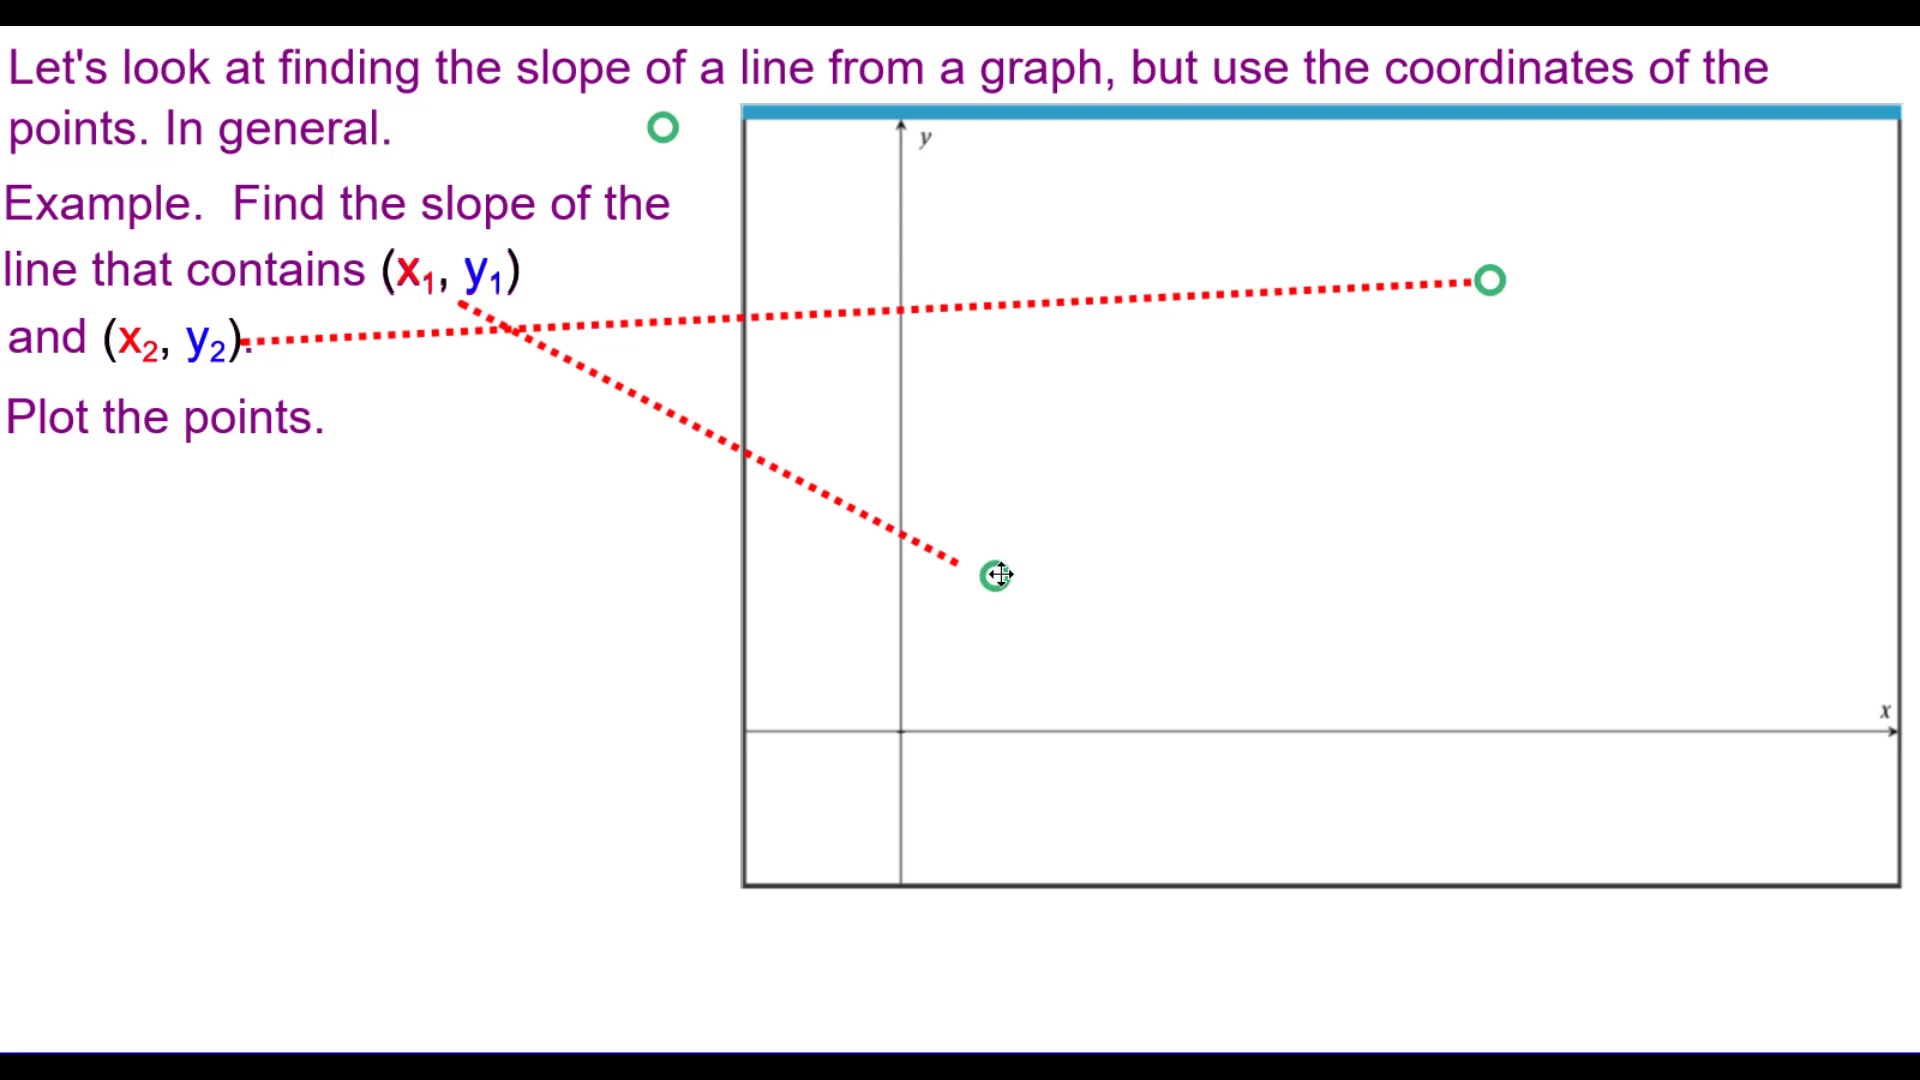 Let's look at finding the slope of a line from a graph, but use the coordinates of the
points. In general.
Example.  Find the slope of the
line that contains (x₁, y₁)
and (x₂, y₂).
Plot the points.
y
x